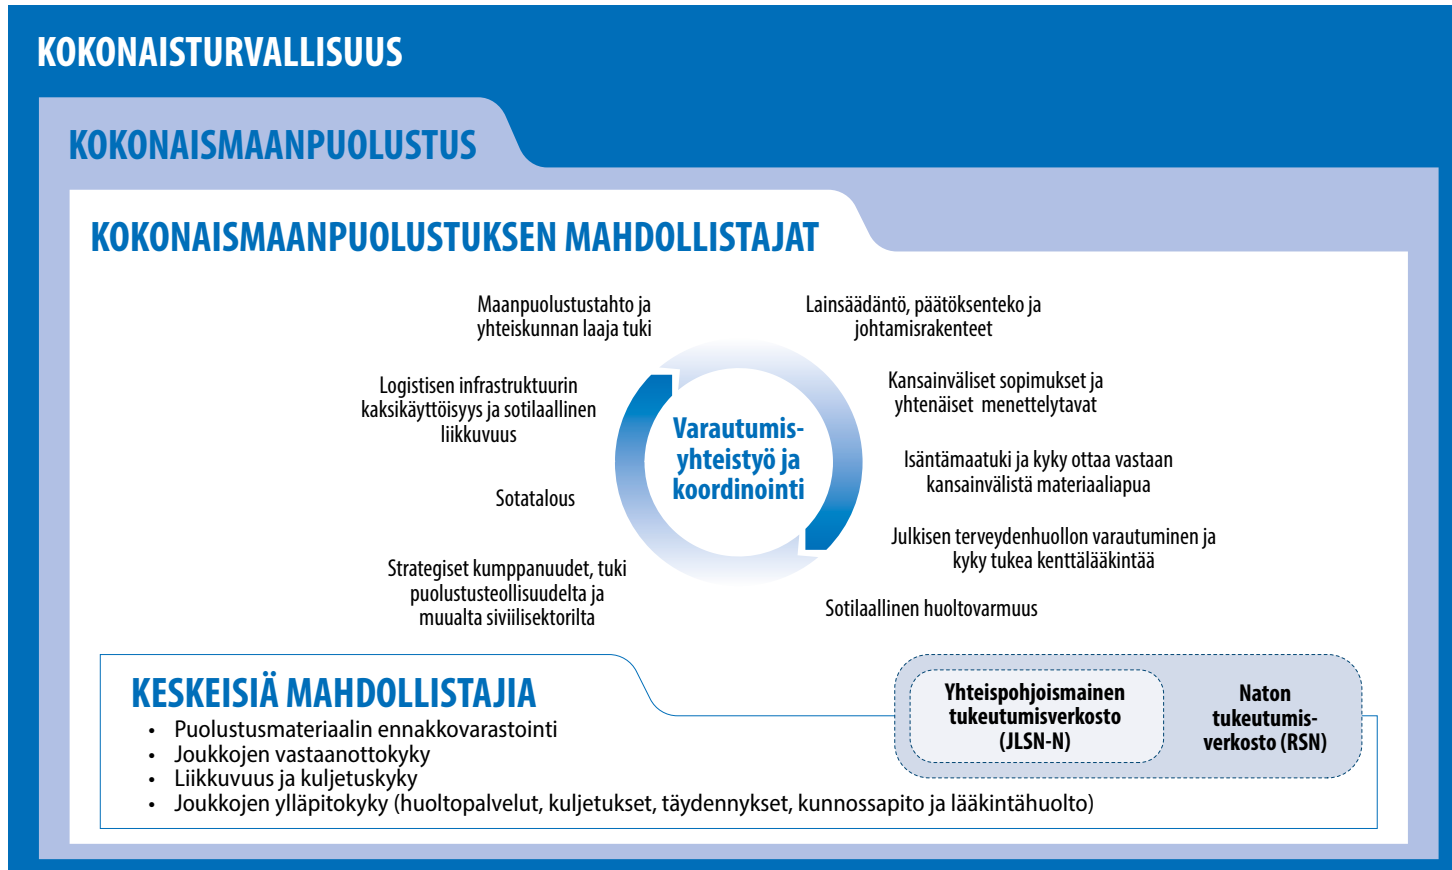 KOKONAISTURVALLISUUS
KOKONAISMAANPUOLUSTUS
KOKONAISMAANPUOLUSTUKSEN MAHDOLLISTAJAT
Maanpuolustustahto ja
yhteiskunnan laaja tuki
Logistisen infrastruktuurin
kaksikäyttöisyys ja sotilaallinen
liikkuvuus
Sotatalous
Strategiset kumppanuudet, tuki
puolustusteollisuudelta ja
muualta siviilisektorilta
Varautumis-
yhteistyö ja
koordinointi
Lainsäädäntö, päätöksenteko ja
johtamisrakenteet
Kansainväliset sopimukset ja
yhtenäiset menettelytavat
Isäntämaatuki ja kyky ottaa vastaan
kansainvälistä materiaaliapua
Julkisen terveydenhuollon varautuminen ja
kyky tukea kenttälääkintää
Sotilaallinen huoltovarmuus
KESKEISIÄ MAHDOLLISTAJIA
• Puolustusmateriaalin ennakkovarastointi
• Joukkojen vastaanottokyky
• Liikkuvuus ja kuljetuskyky
• Joukkojen ylläpitokyky (huoltopalvelut, kuljetukset, täydennykset, kunnossapito ja lääkintähuolto)
Yhteispohjoismainen
tukeutumisverkosto
(JLSN-N)
Naton
tukeutumis-
verkosto (RSN)